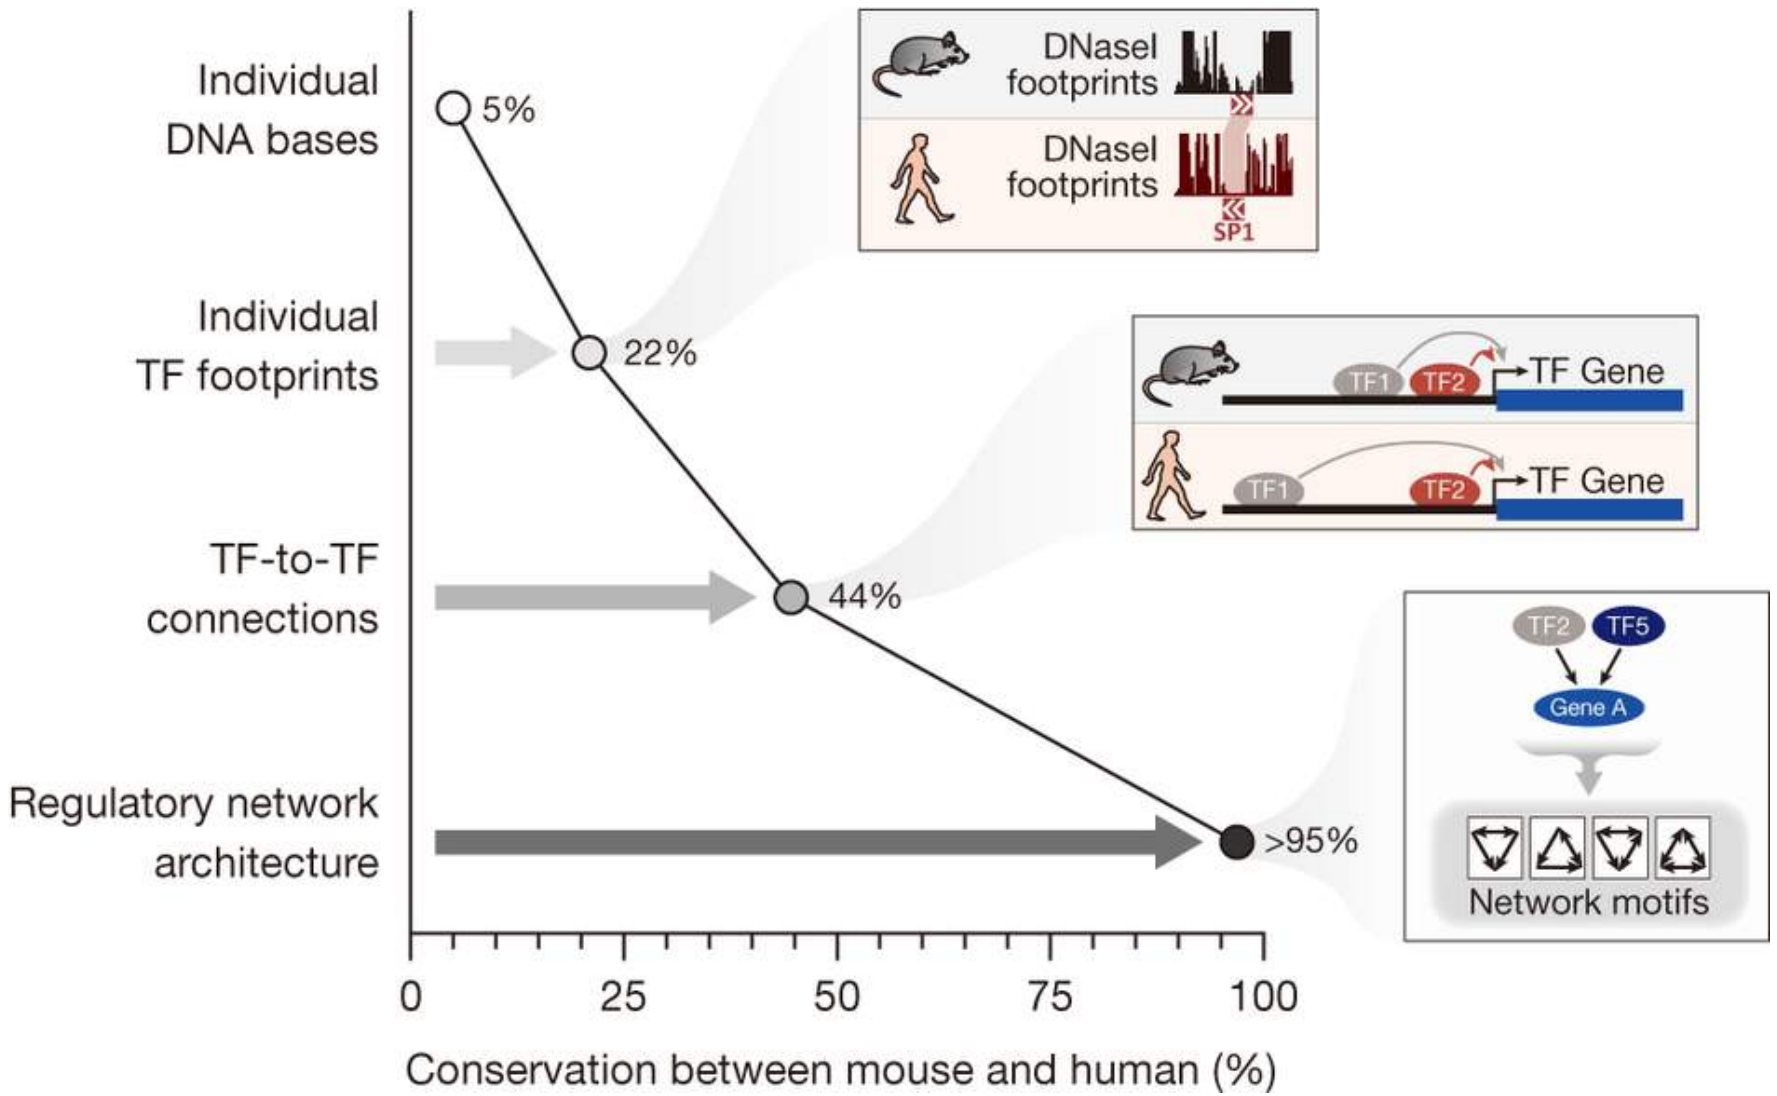 Individual
DNA bases
5%
DNaseI
footprints
DNaseI
footprints
SP1
Individual
TF footprints
22%
TF1
TF2
TF Gene
TF1
TF2
TF Gene
TF-to-TF
connections
44%
TF2
TF5
Gene A
Network motifs
Regulatory network
architecture
>95%
0 25 50 75 100
Conservation between mouse and human (%)